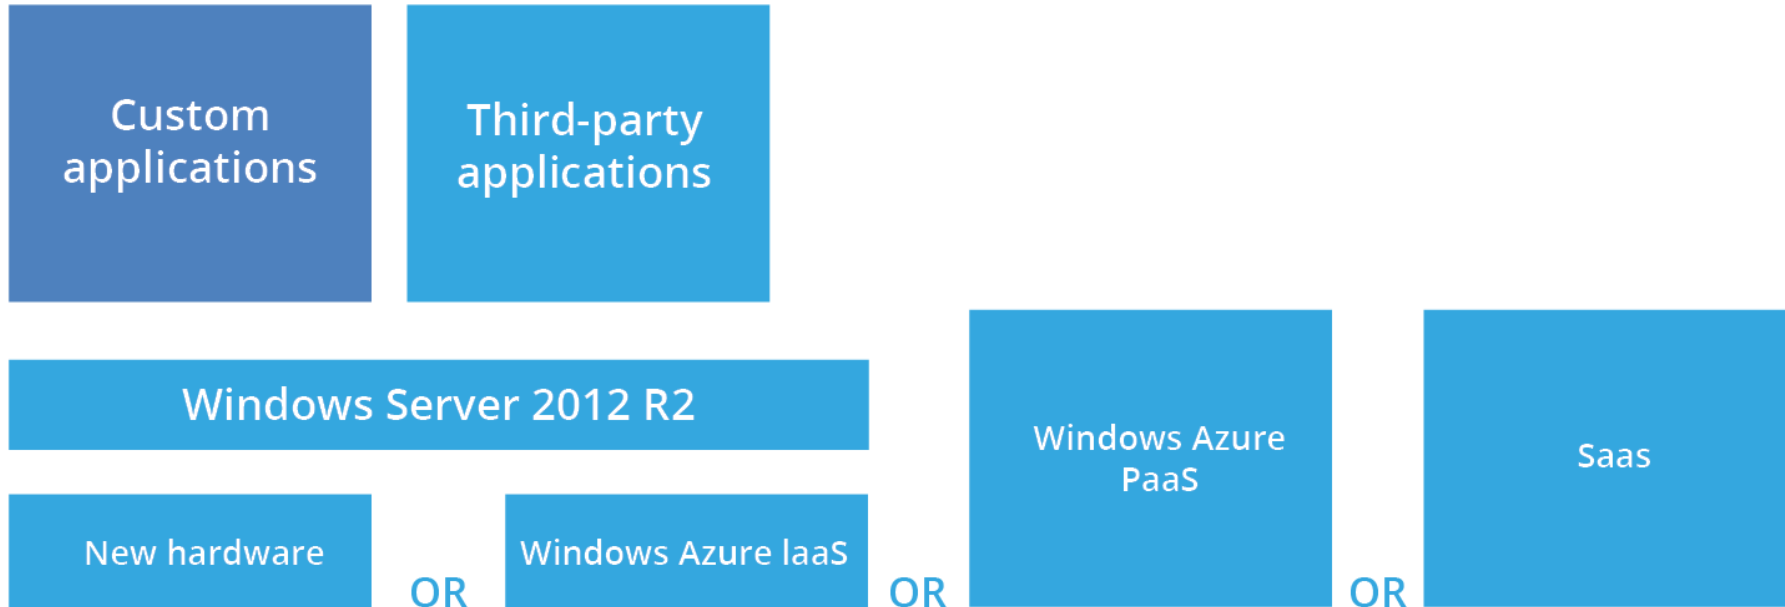 Custom
applications
Third-party
applications
Windows Server 2012 R2
Windows Azure
PaaS
Saas
New hardware
OR
Windows Azure IaaS
OR
OR